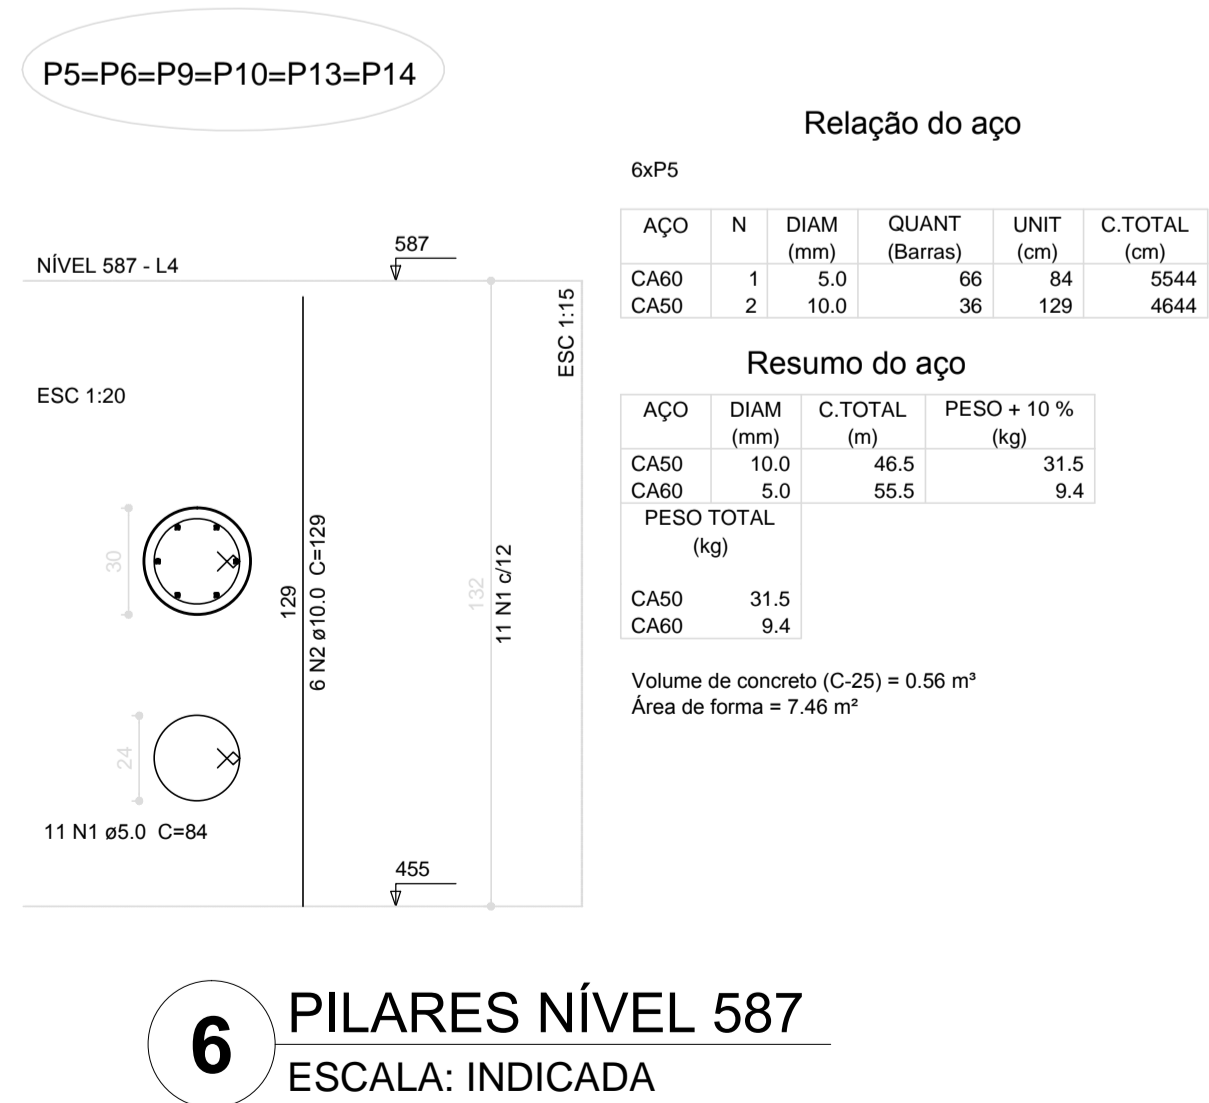 P5=P6=P9=P10=P13=P14
NÍVEL 587 - L4
587
ESC 1:15
ESC 1:20
30
129
6 N2 ø10.0 C=129
132
11 N1 c/12
24
11 N1 ø5.0 C=84
455
Relação do aço
6xP5
AÇO N DIAM QUANT UNIT C.TOTAL
(mm) (Barras) (cm) (cm)
CA60 1 5.0 66 84 5544
CA50 2 10.0 36 129 4644
Resumo do aço
AÇO DIAM C.TOTAL PESO + 10 %
(mm) (m) (kg)
CA50 10.0 46.5 31.5
CA60 5.0 55.5 9.4
PESO TOTAL
(kg)
CA50 31.5
CA60 9.4
Volume de concreto (C-25) = 0.56 m³
Área de forma = 7.46 m²
6
PILARES NÍVEL 587
ESCALA: INDICADA